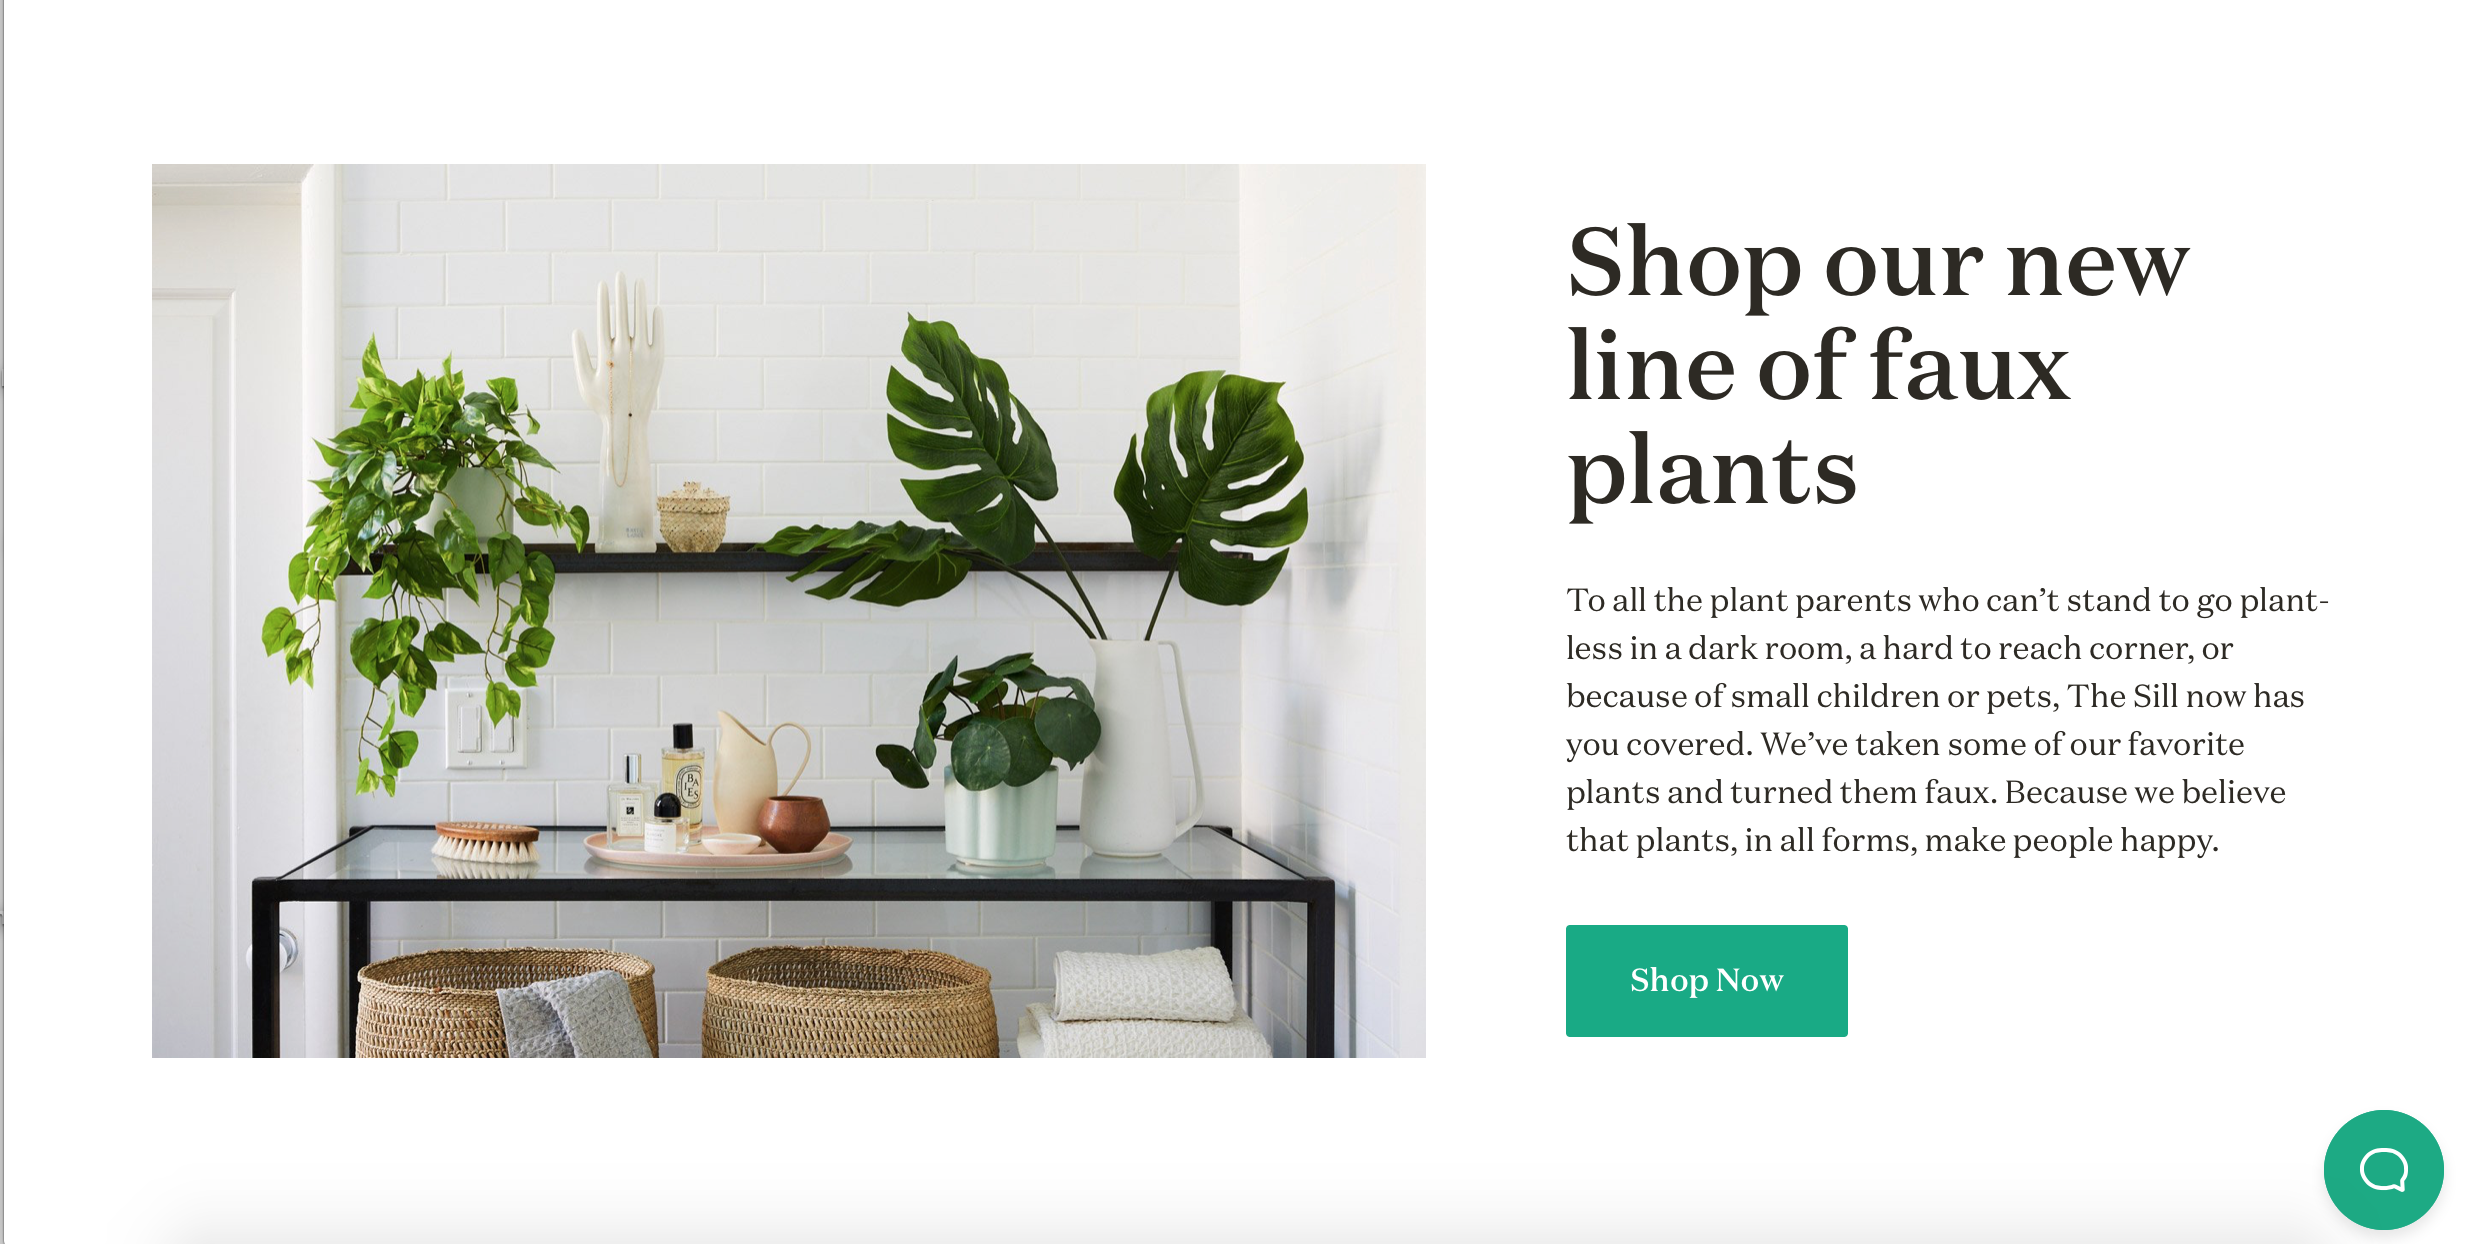 Shop our new
line of faux
plants
To all the plant parents who can’t stand to go plant-
less in a dark room, a hard to reach corner, or
because of small children or pets, The Sill now has
you covered. We’ve taken some of our favorite
plants and turned them faux. Because we believe
that plants, in all forms, make people happy.
Shop Now
BA
IES